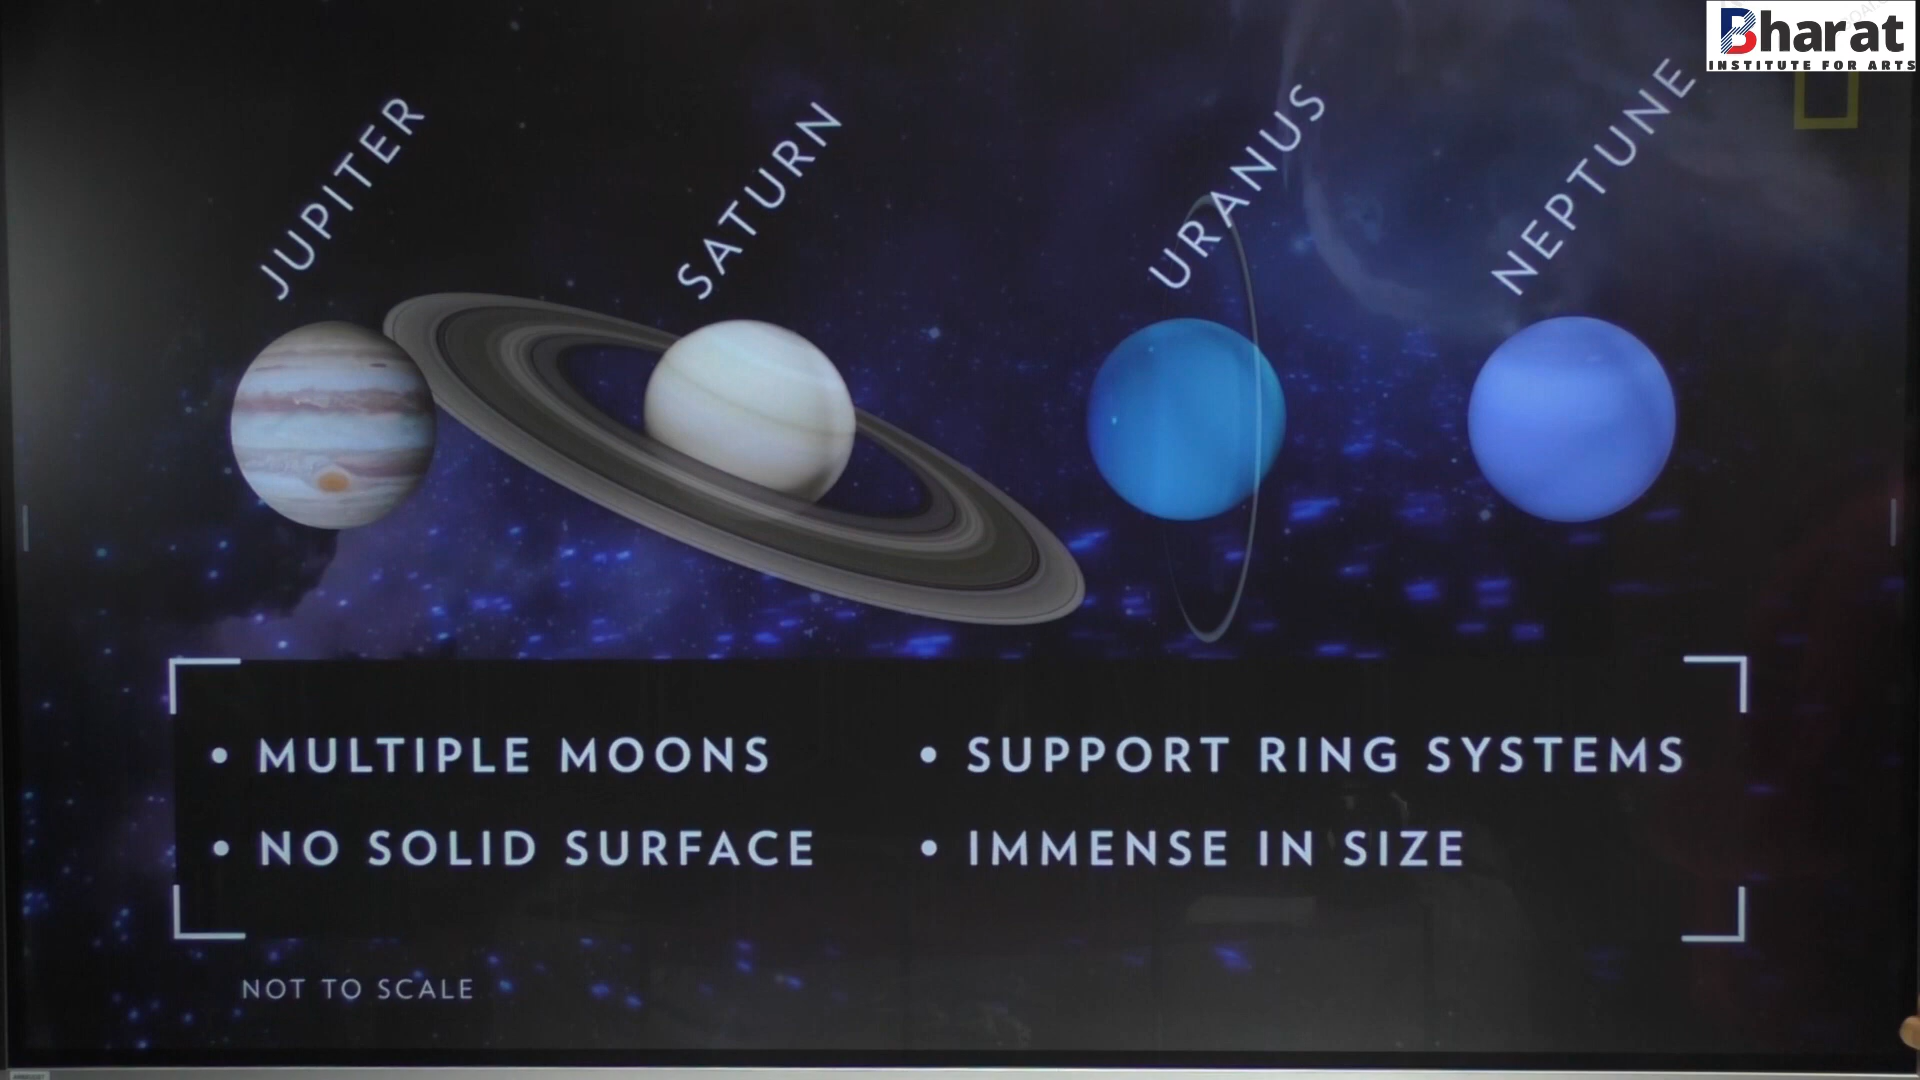 Bharat
INSTITUTE FOR ARTS
JUPITER
SATURN
URANUS
NEPTUNE
• MULTIPLE MOONS
• SUPPORT RING SYSTEMS
• NO SOLID SURFACE
• IMMENSE IN SIZE
NOT TO SCALE